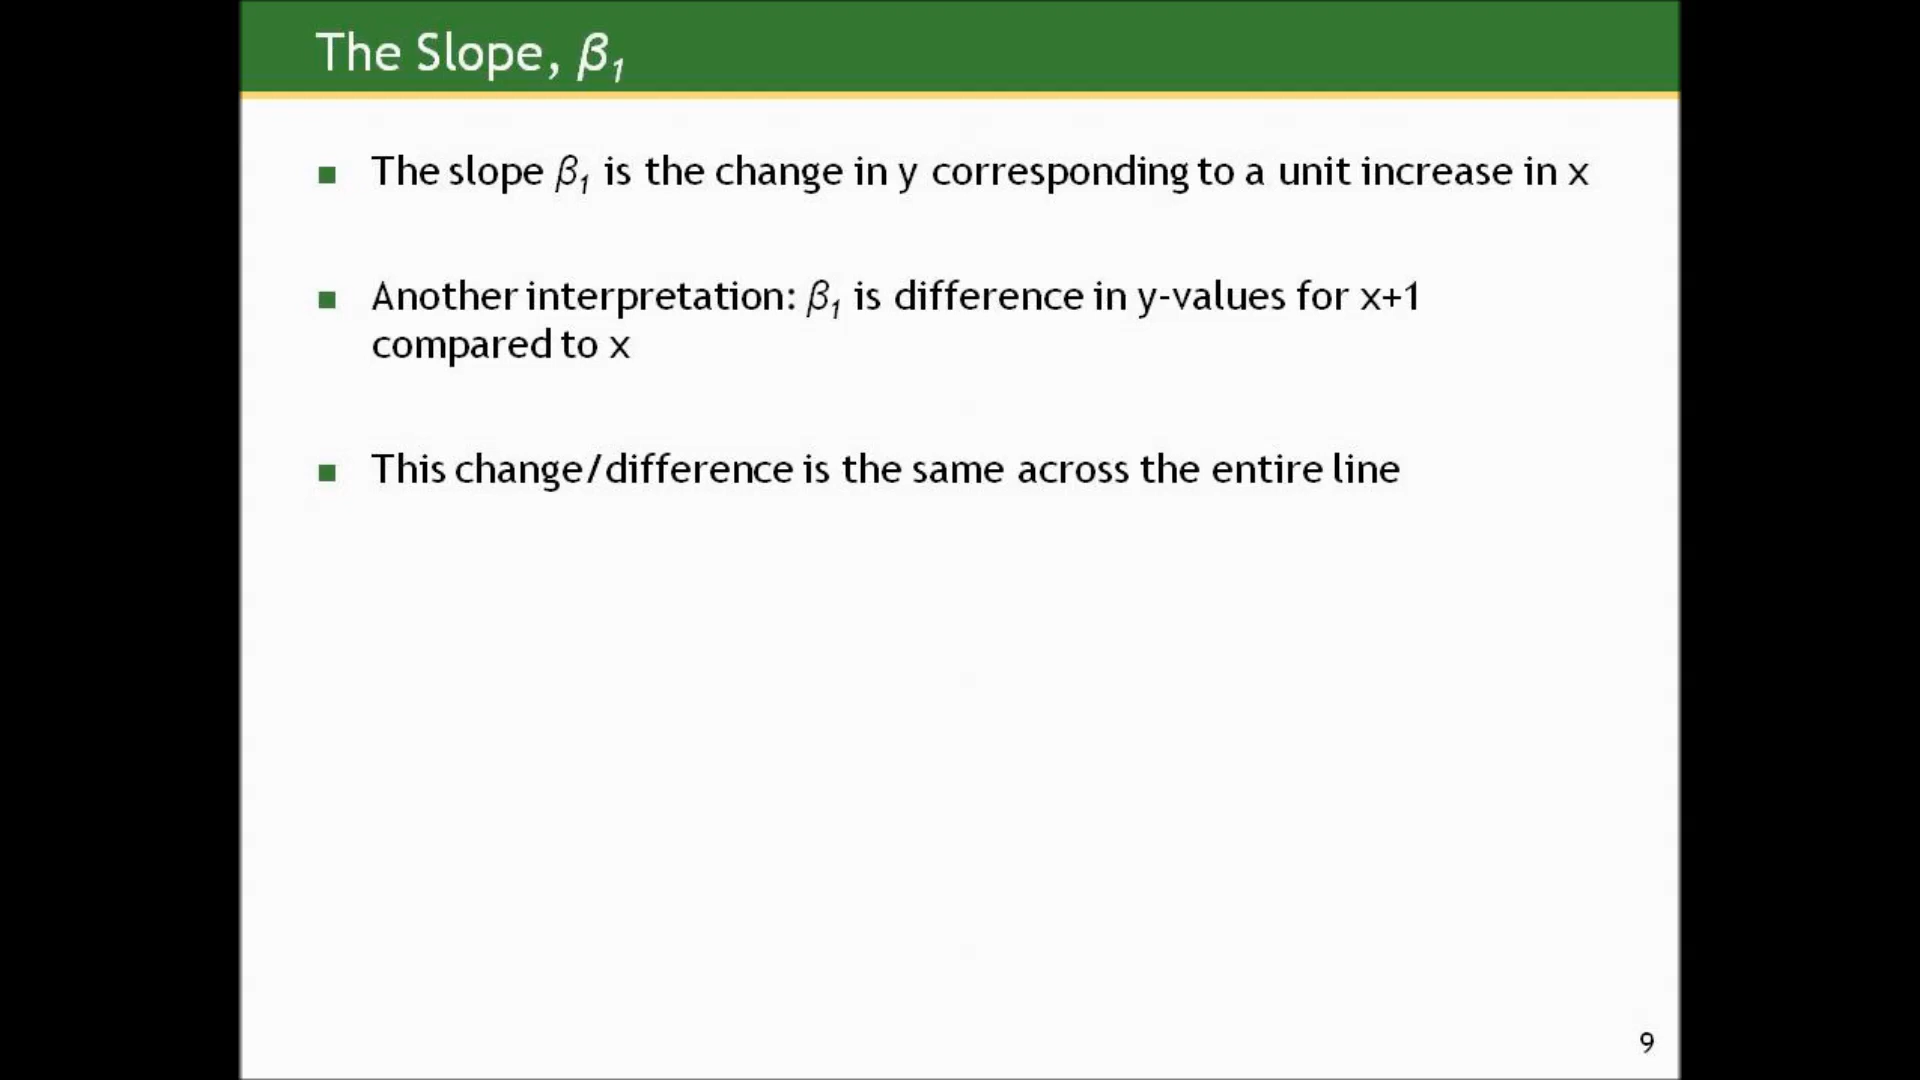 The Slope, β₁
■ The slope β₁ is the change in y corresponding to a unit increase in x
■ Another interpretation: β₁ is difference in y-values for x+1
compared to x
■ This change/difference is the same across the entire line
9